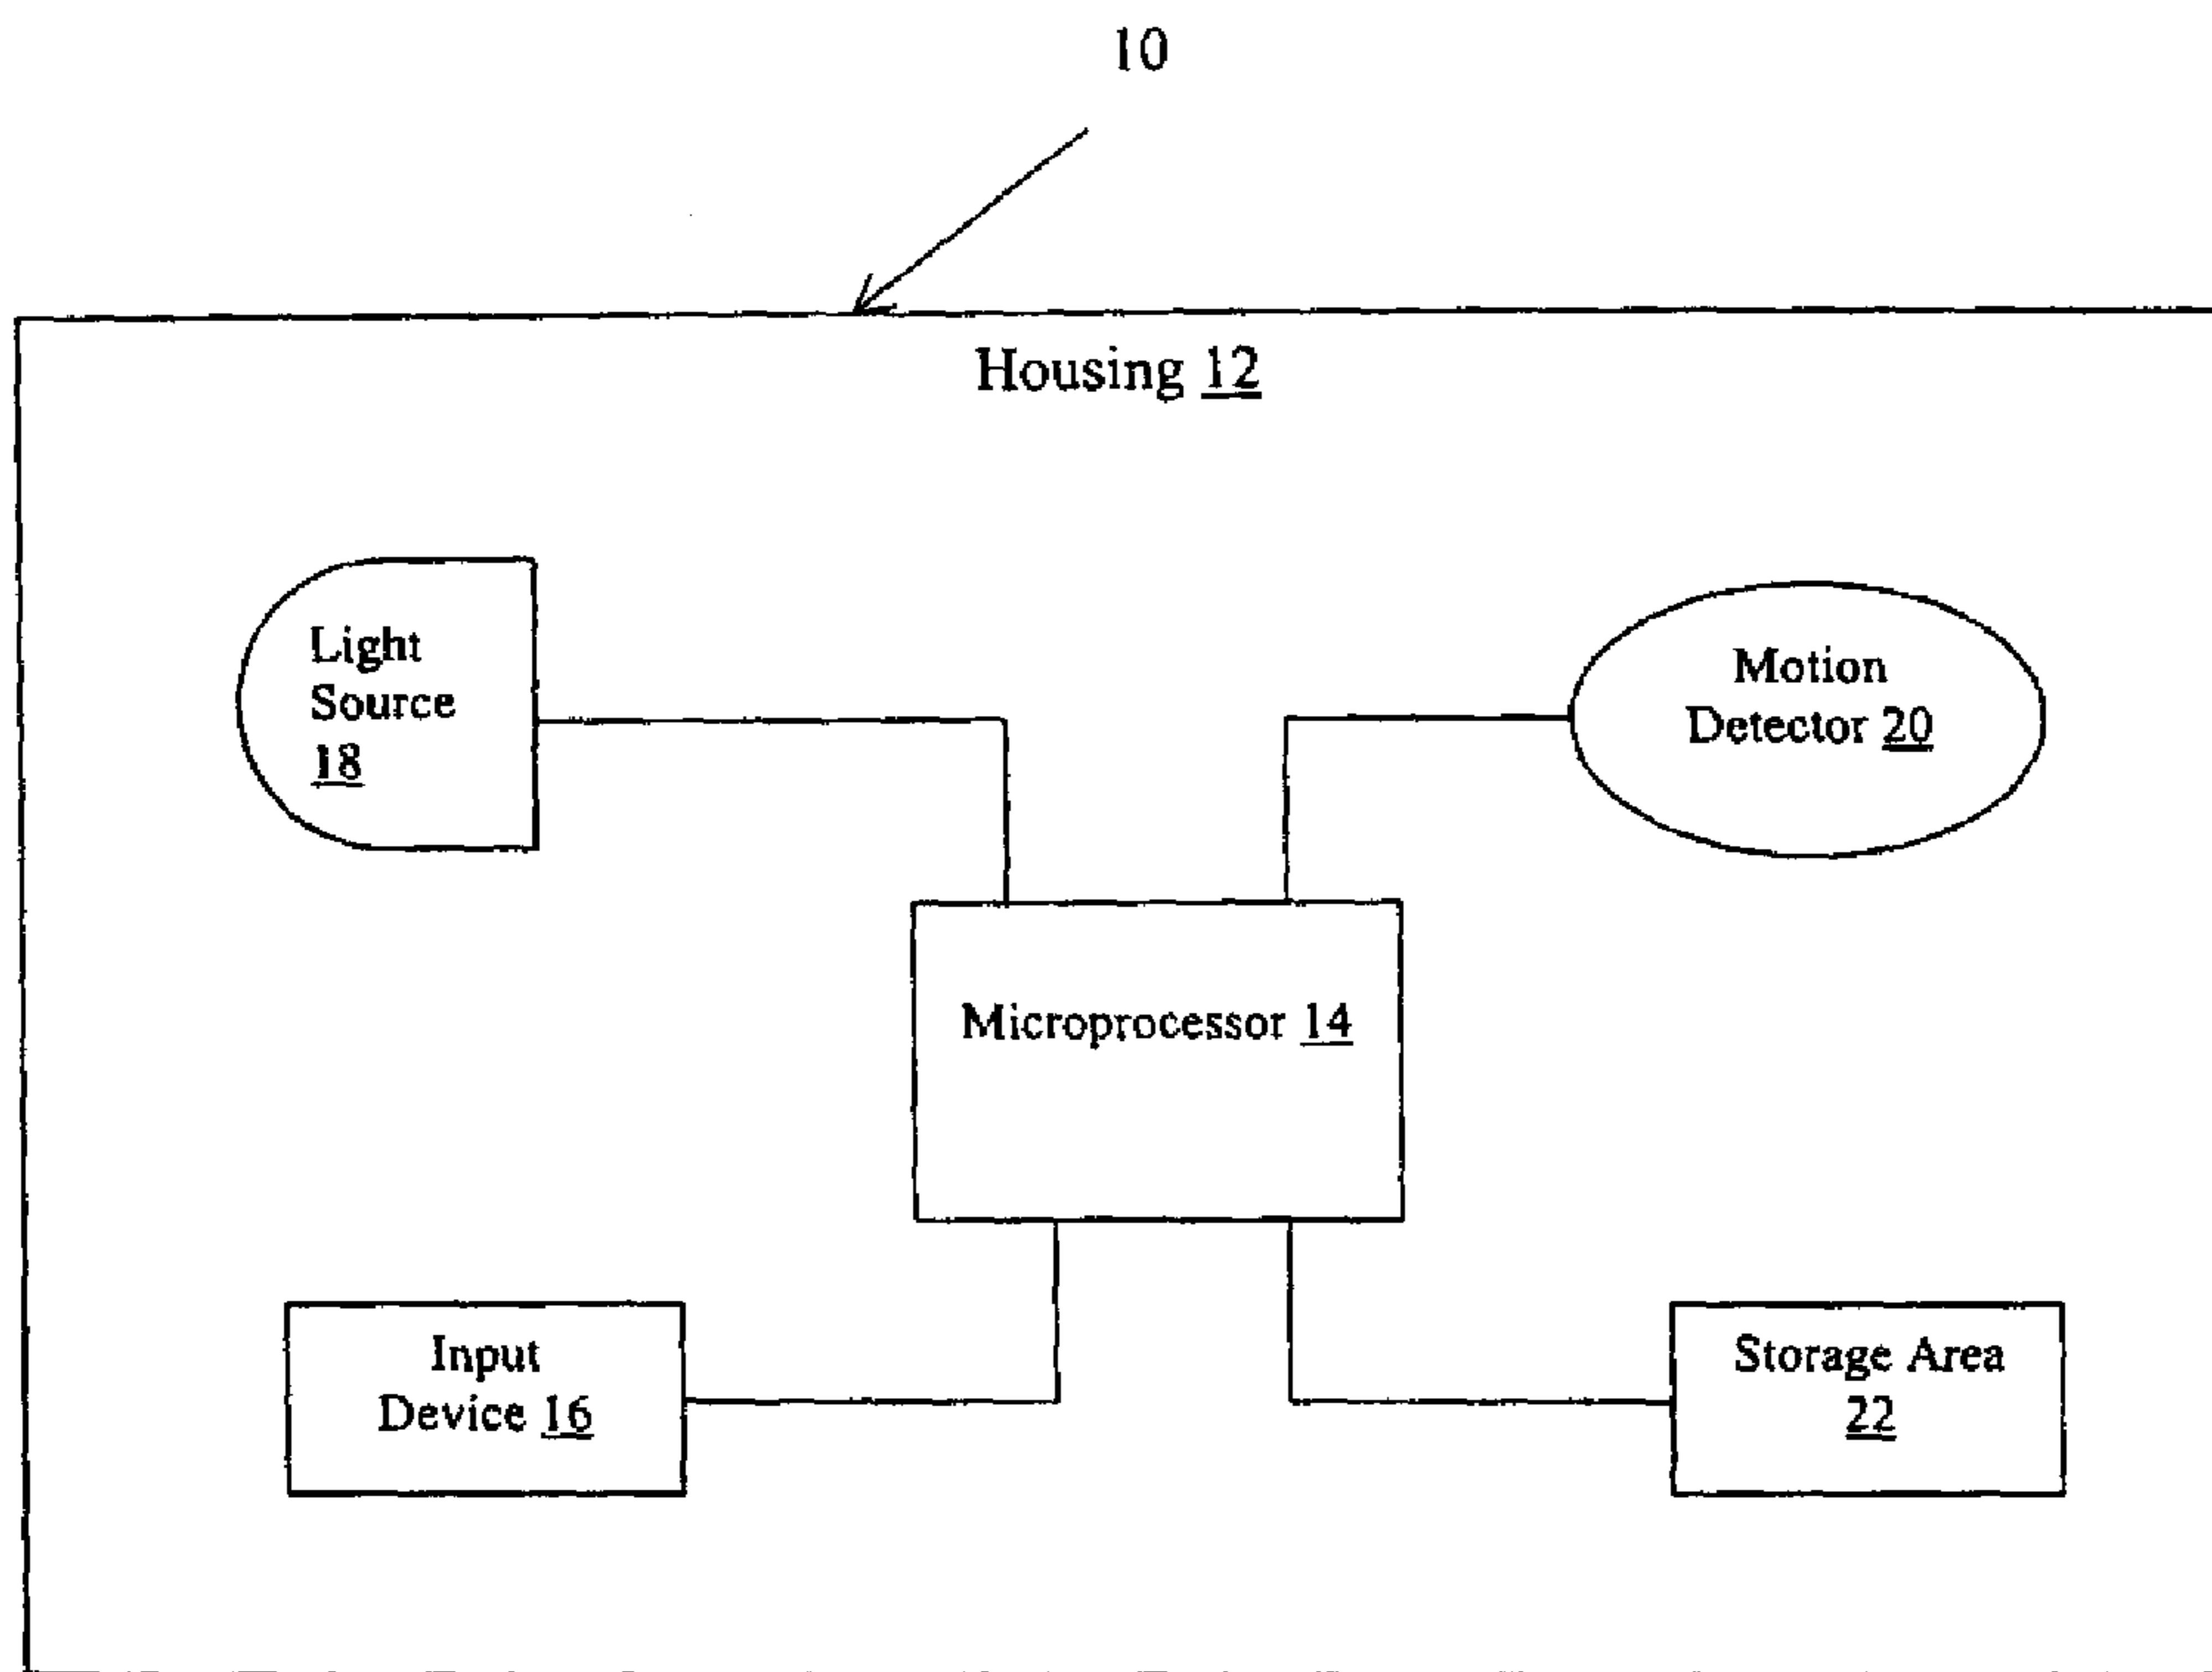 10
Housing 12
Light
Source
18
Motion
Detector 20
Microprocessor 14
Input
Device 16
Storage Area
22